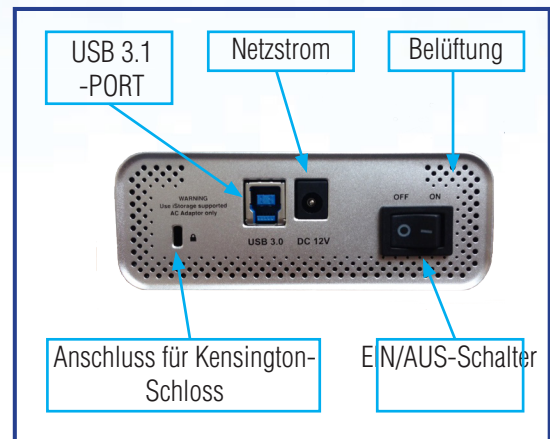 USB 3.1
-PORT
Netzstrom
Belüftung
WARNING
Use iStorage supported
AC Adaptor only
OFF ON
USB 3.0 DC 12V
Anschluss für Kensington-
Schloss
EIN/AUS-Schalter